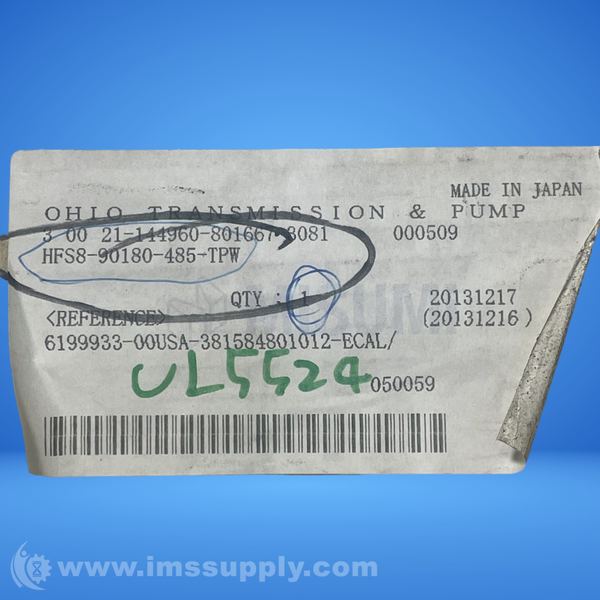 MADE IN JAPAN
OHIO TRANSMISSION & PUMP
3 00 21-144960-801667-3081 000509
HFS8-90180-485-TPW
QTY : 1 20131217
<REFERENCE> (20131216)
6199933-00USA-381584801012-ECAL/
UL5524 050059
www.imssupply.com